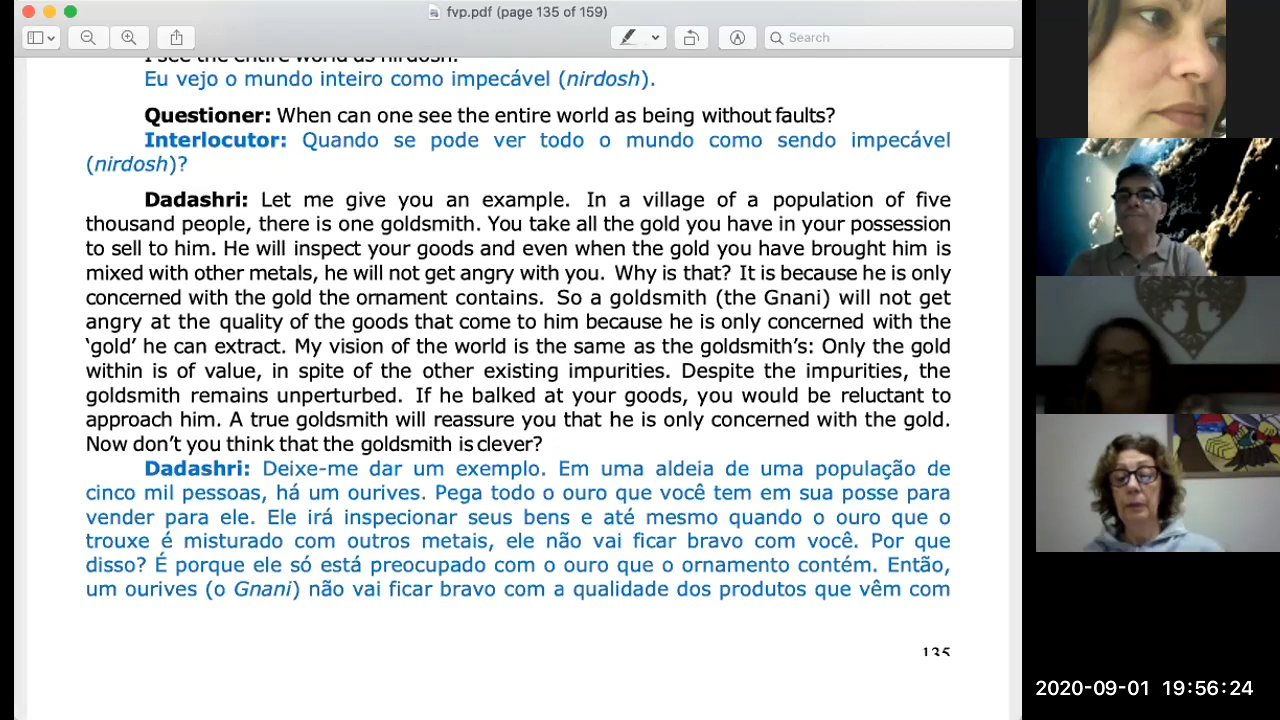 fvp.pdf (page 135 of 159)
Search
I see the entire world as nirdosh.
Eu vejo o mundo inteiro como impecável (nirdosh).
Questioner: When can one see the entire world as being without faults?
Interlocutor: Quando se pode ver todo o mundo como sendo impecável
(nirdosh)?
Dadashri: Let me give you an example. In a village of a population of five
thousand people, there is one goldsmith. You take all the gold you have in your possession
to sell to him. He will inspect your goods and even when the gold you have brought him is
mixed with other metals, he will not get angry with you. Why is that? It is because he is only
concerned with the gold the ornament contains. So a goldsmith (the Gnani) will not get
angry at the quality of the goods that come to him because he is only concerned with the
‘gold’ he can extract. My vision of the world is the same as the goldsmith’s: Only the gold
within is of value, in spite of the other existing impurities. Despite the impurities, the
goldsmith remains unperturbed. If he balked at your goods, you would be reluctant to
approach him. A true goldsmith will reassure you that he is only concerned with the gold.
Now don’t you think that the goldsmith is clever?
Dadashri: Deixe-me dar um exemplo. Em uma aldeia de uma população de
cinco mil pessoas, há um ourives. Pega todo o ouro que você tem em sua posse para
vender para ele. Ele irá inspecionar seus bens e até mesmo quando o ouro que o
trouxe é misturado com outros metais, ele não vai ficar bravo com você. Por que
disso? É porque ele só está preocupado com o ouro que o ornamento contém. Então,
um ourives (o Gnani) não vai ficar bravo com a qualidade dos produtos que vêm com
135
2020-09-01 19:56:24